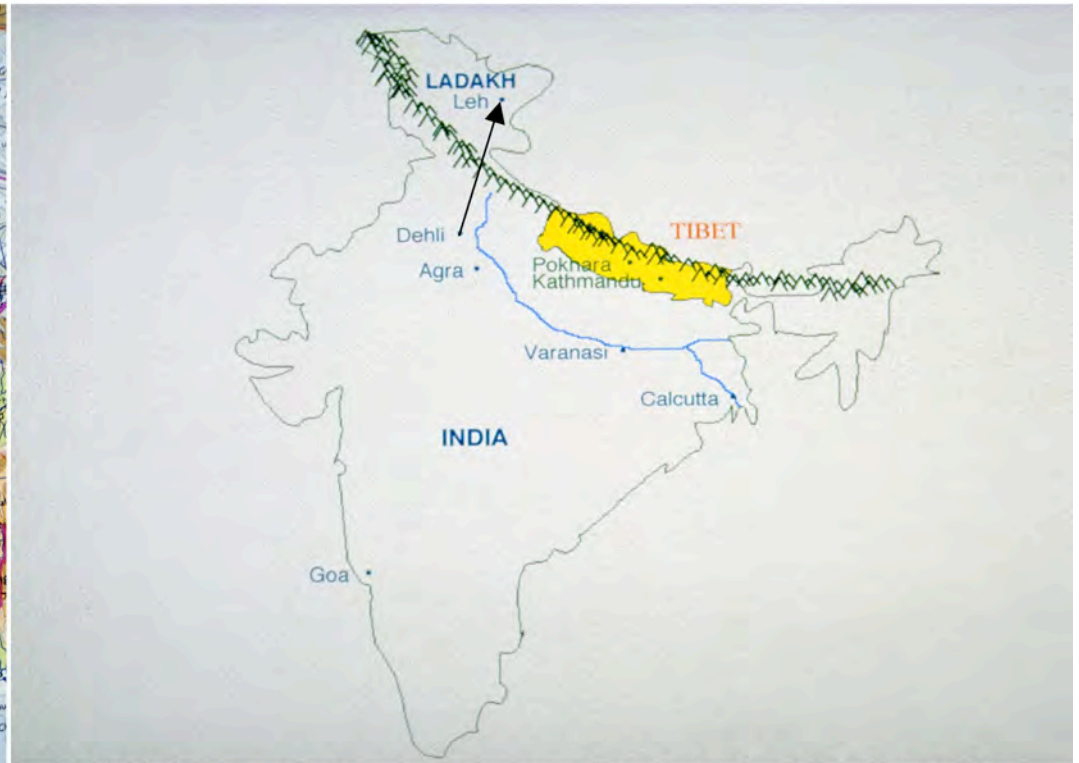 LADAKH
Leh
Dehli
TIBET
Agra
Pokhara
Kathmandu
Varanasi
Calcutta
INDIA
Goa